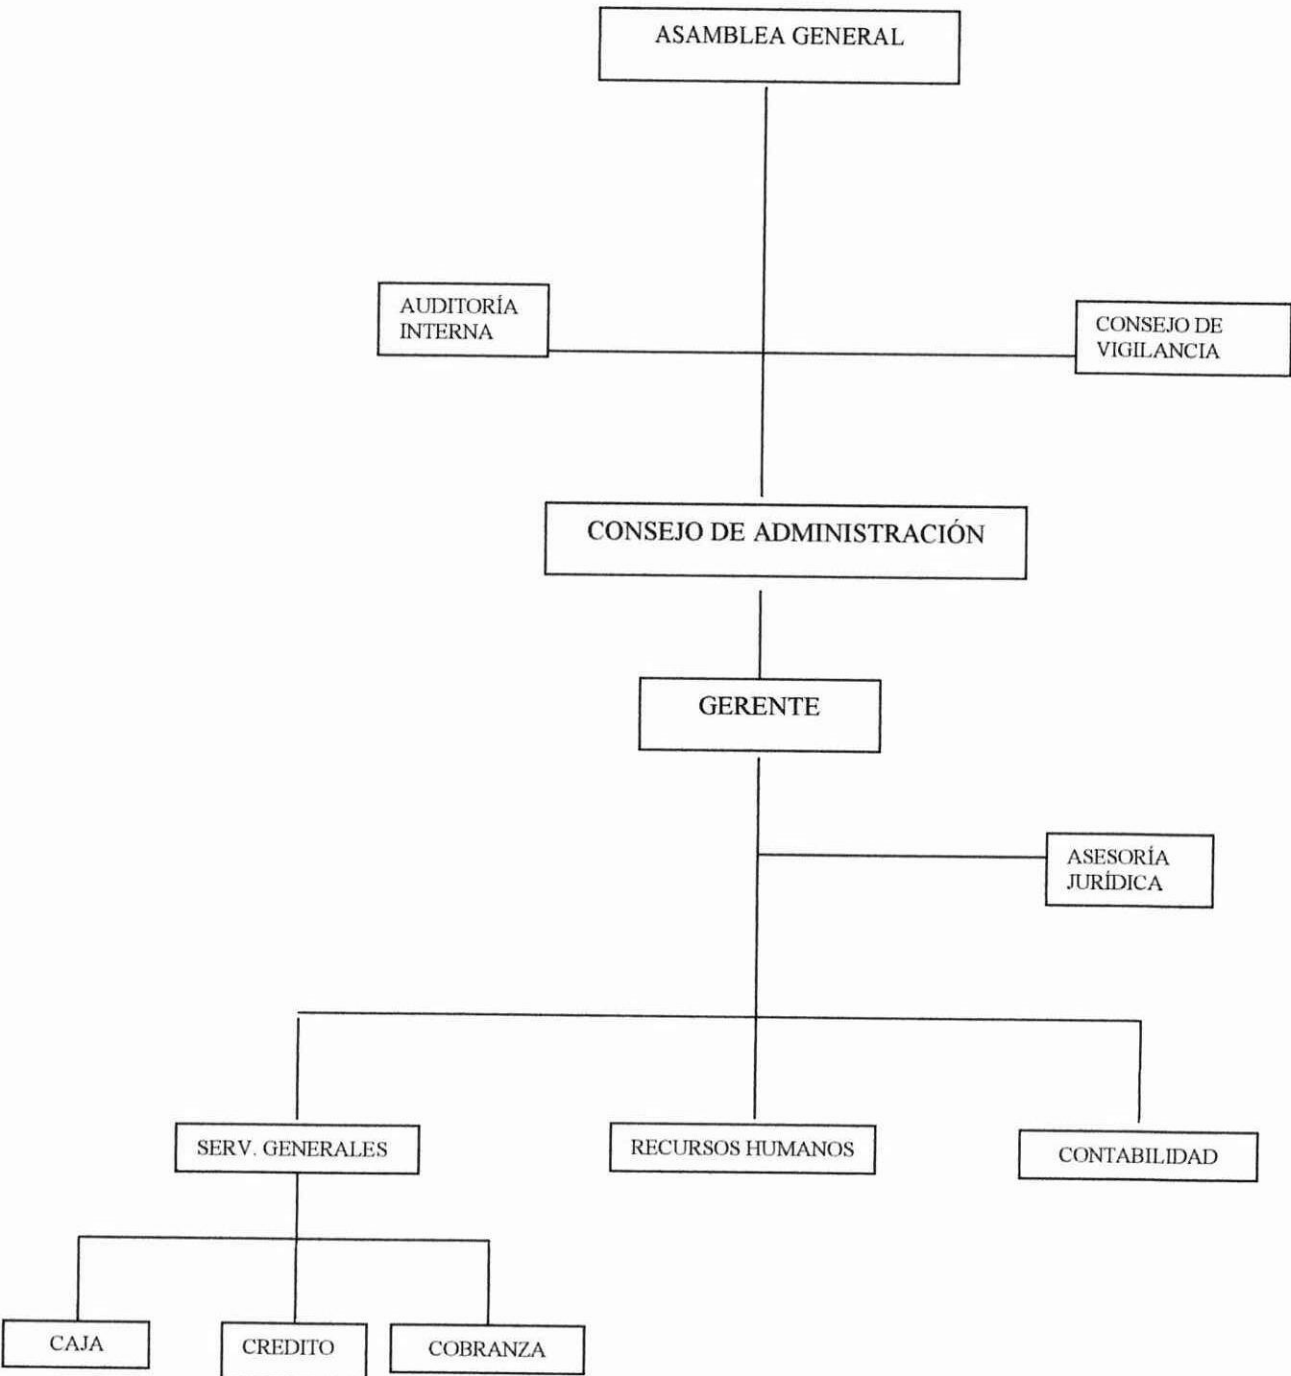 ASAMBLEA GENERAL
AUDITORÍA
INTERNA
CONSEJO DE
VIGILANCIA
CONSEJO DE ADMINISTRACIÓN
GERENTE
ASESORÍA
JURÍDICA
SERV. GENERALES
RECURSOS HUMANOS
CONTABILIDAD
CAJA
CREDITO
COBRANZA